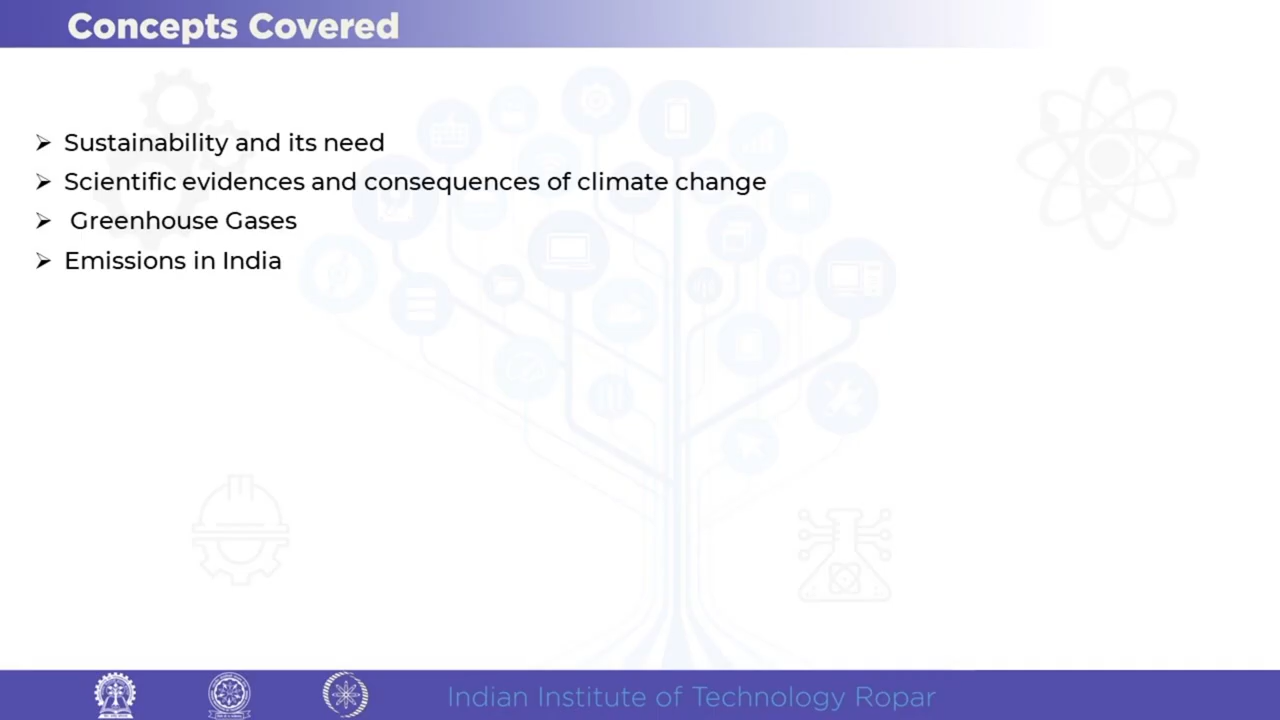 Concepts Covered
➢ Sustainability and its need
➢ Scientific evidences and consequences of climate change
➢ Greenhouse Gases
➢ Emissions in India
Indian Institute of Technology Ropar